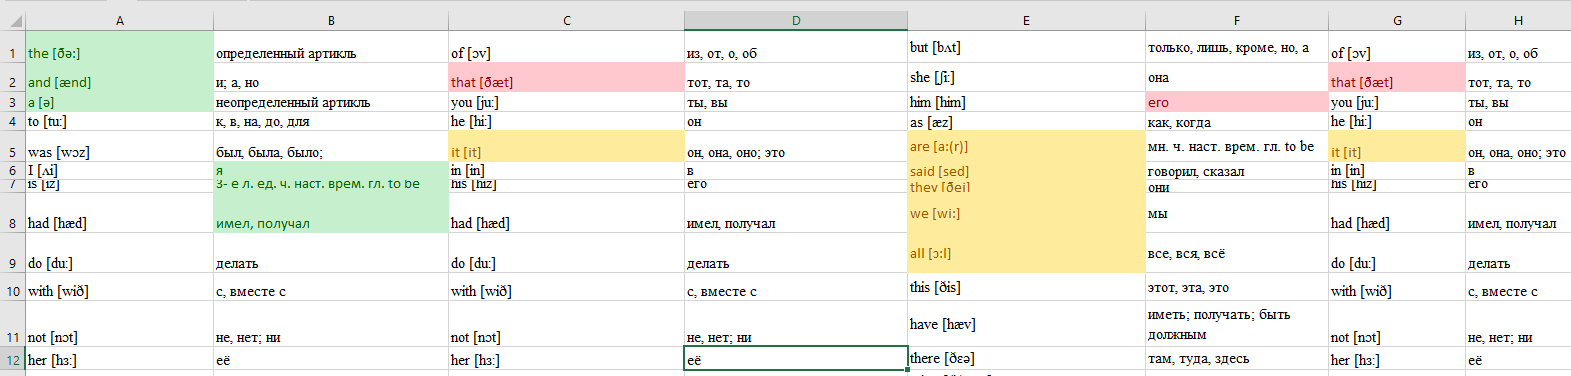 A B C D E F G H
1 the [ðə:] определенный артикль of [ɔv] из, от, о, об but [bʌt] только, лишь, кроме, но, а of [ɔv] из, от, о, об
2 and [ænd] и; а, но that [ðæt] тот, та, то she [ʃi:] она that [ðæt] тот, та, то
3 a [ə] неопределенный артикль you [ju:] ты, вы him [him] его you [ju:] ты, вы
4 to [tu:] к, в, на, до, для he [hi:] он as [æz] как, когда he [hi:] он
5 was [wɔz] был, была, было; it [it] он, она, оно; это are [a:(r)] мн. ч. наст. врем. гл. to be it [it] он, она, оно; это
6 I [ʌi] я in [in] в said [sed] говорил, сказал in [in] в
7 is [iz] 3- е л. ед. ч. наст. врем. гл. to be his [hiz] его they [ðei] они his [hiz] его
8 had [hæd] имел, получал had [hæd] имел, получал we [wi:] мы had [hæd] имел, получал
9 do [du:] делать do [du:] делать all [ɔ:l] все, вся, всё do [du:] делать
10 with [wið] с, вместе с with [wið] с, вместе с this [ðis] этот, эта, это with [wið] с, вместе с
11 not [nɔt] не, нет; ни not [nɔt] не, нет; ни have [hæv] иметь; получать; быть
должным not [nɔt] не, нет; ни
12 her [hɜ:] её her [hɜ:] её there [ðɛə] там, туда, здесь her [hɜ:] её